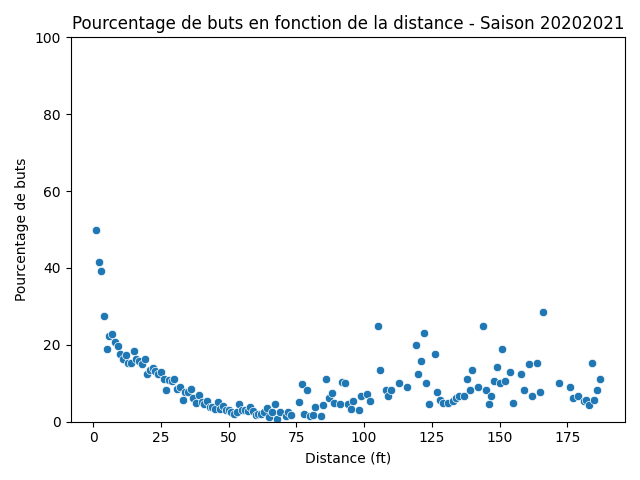 Pourcentage de buts en fonction de la distance - Saison 20202021
100
80
60
40
20
0
Pourcentage de buts
0 25 50 75 100 125 150 175
Distance (ft)